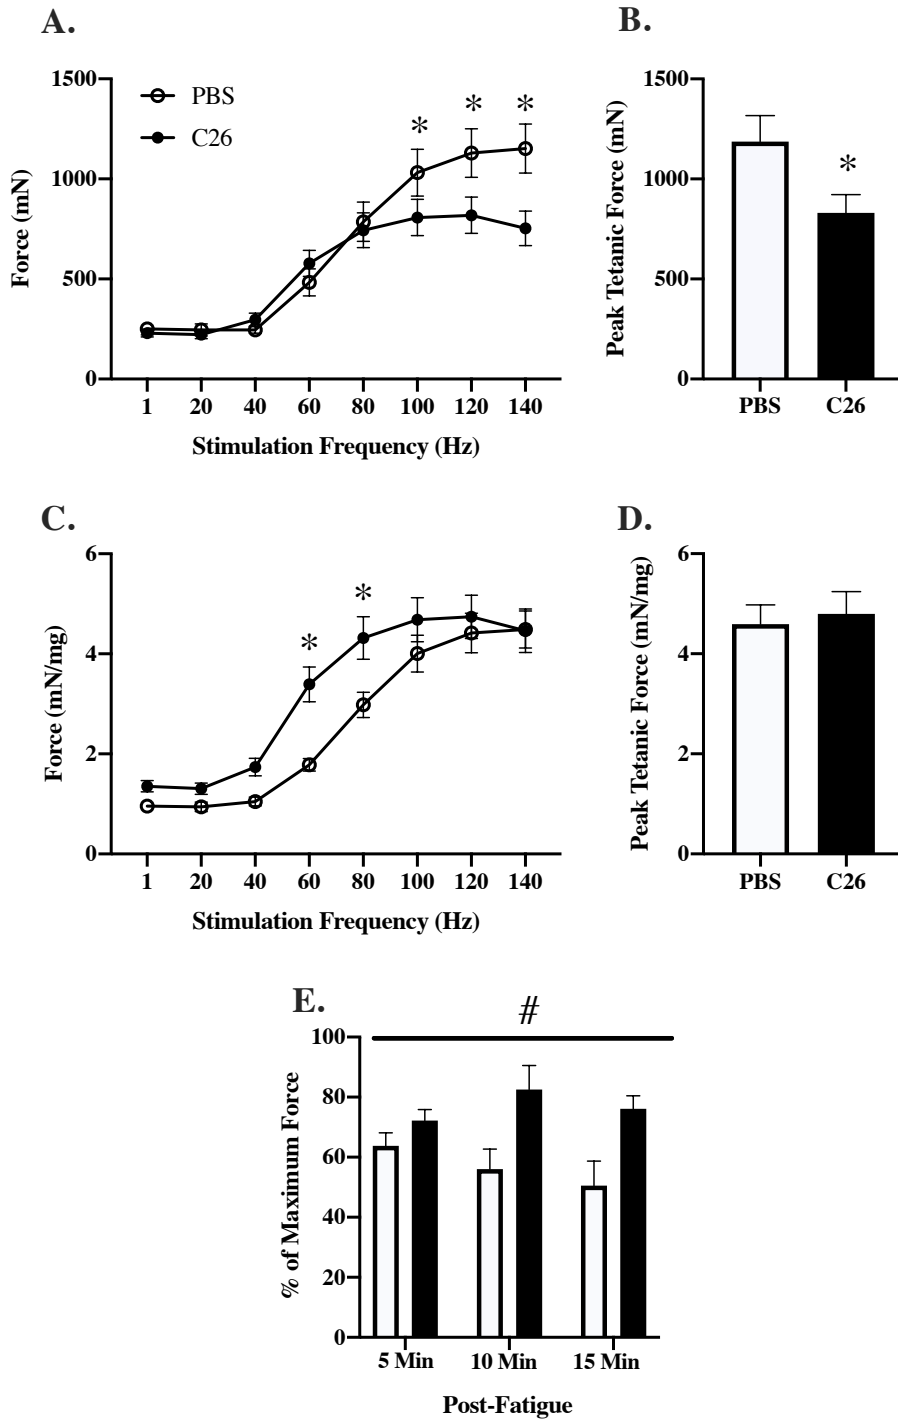 A.
1500
1000
500
0
Force (mN)
PBS
C26
*
*
*
1 20 40 60 80 100 120 140
Stimulation Frequency (Hz)
B.
1500
1000
500
0
Peak Tetanic Force (mN)
*
PBS C26
C.
6
4
2
0
Force (mN/mg)
*
*
1 20 40 60 80 100 120 140
Stimulation Frequency (Hz)
D.
6
4
2
0
Peak Tetanic Force (mN/mg)
PBS C26
E.
#
100
80
60
40
20
0
% of Maximum Force
5 Min 10 Min 15 Min
Post-Fatigue